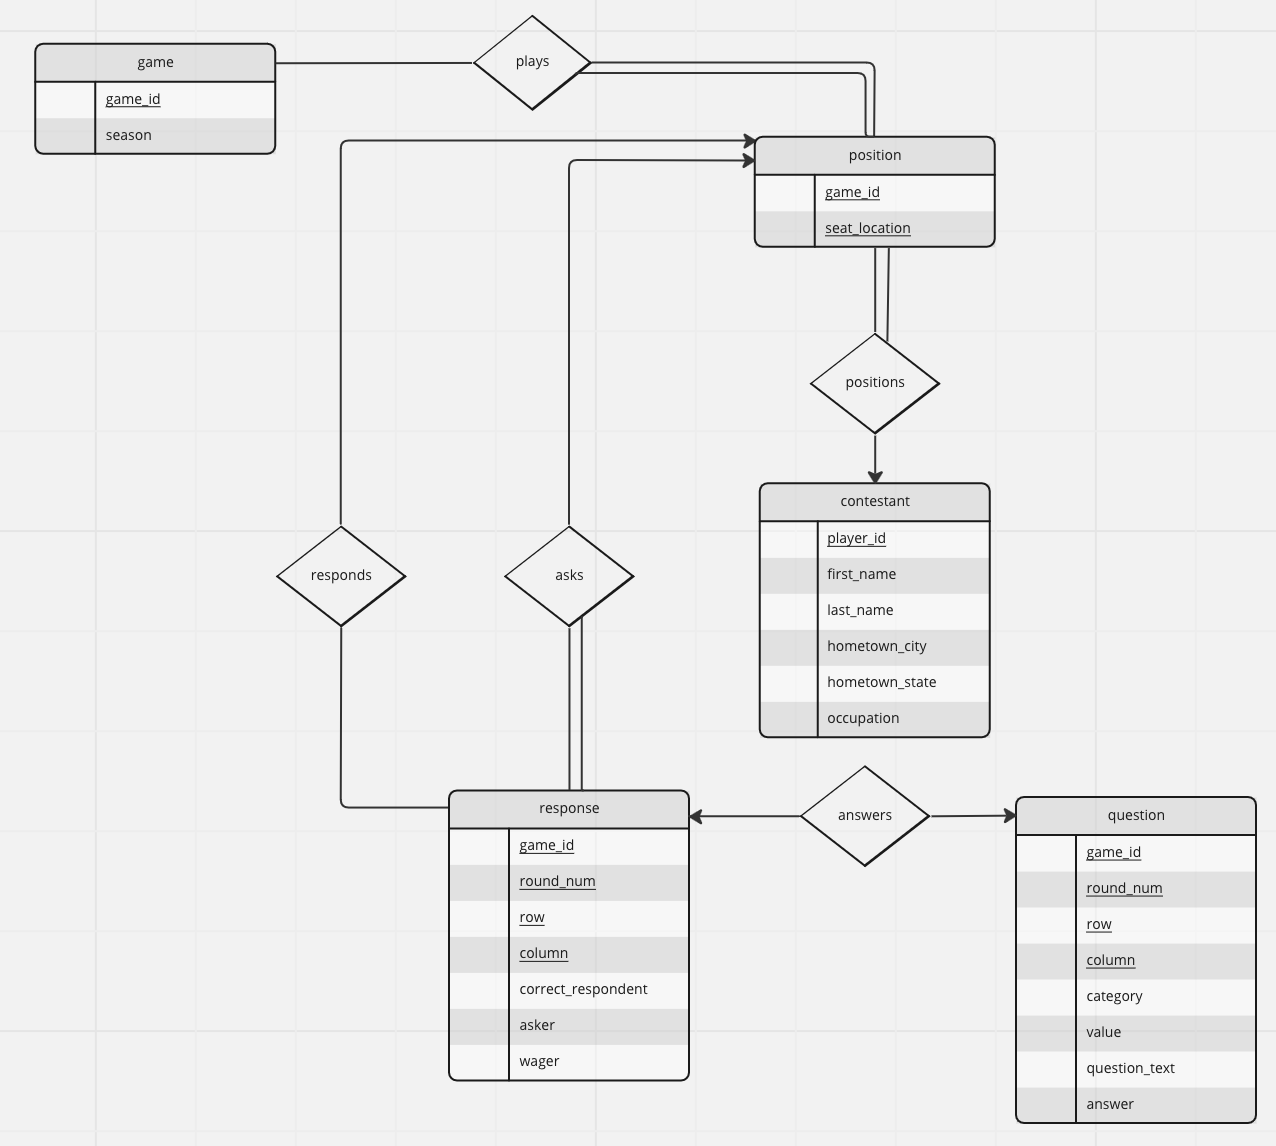 game
game_id
season
plays
position
game_id
seat_location
positions
contestant
player_id
first_name
last_name
hometown_city
hometown_state
occupation
responds
asks
response
game_id
round_num
row
column
correct_respondent
asker
wager
answers
question
game_id
round_num
row
column
category
value
question_text
answer